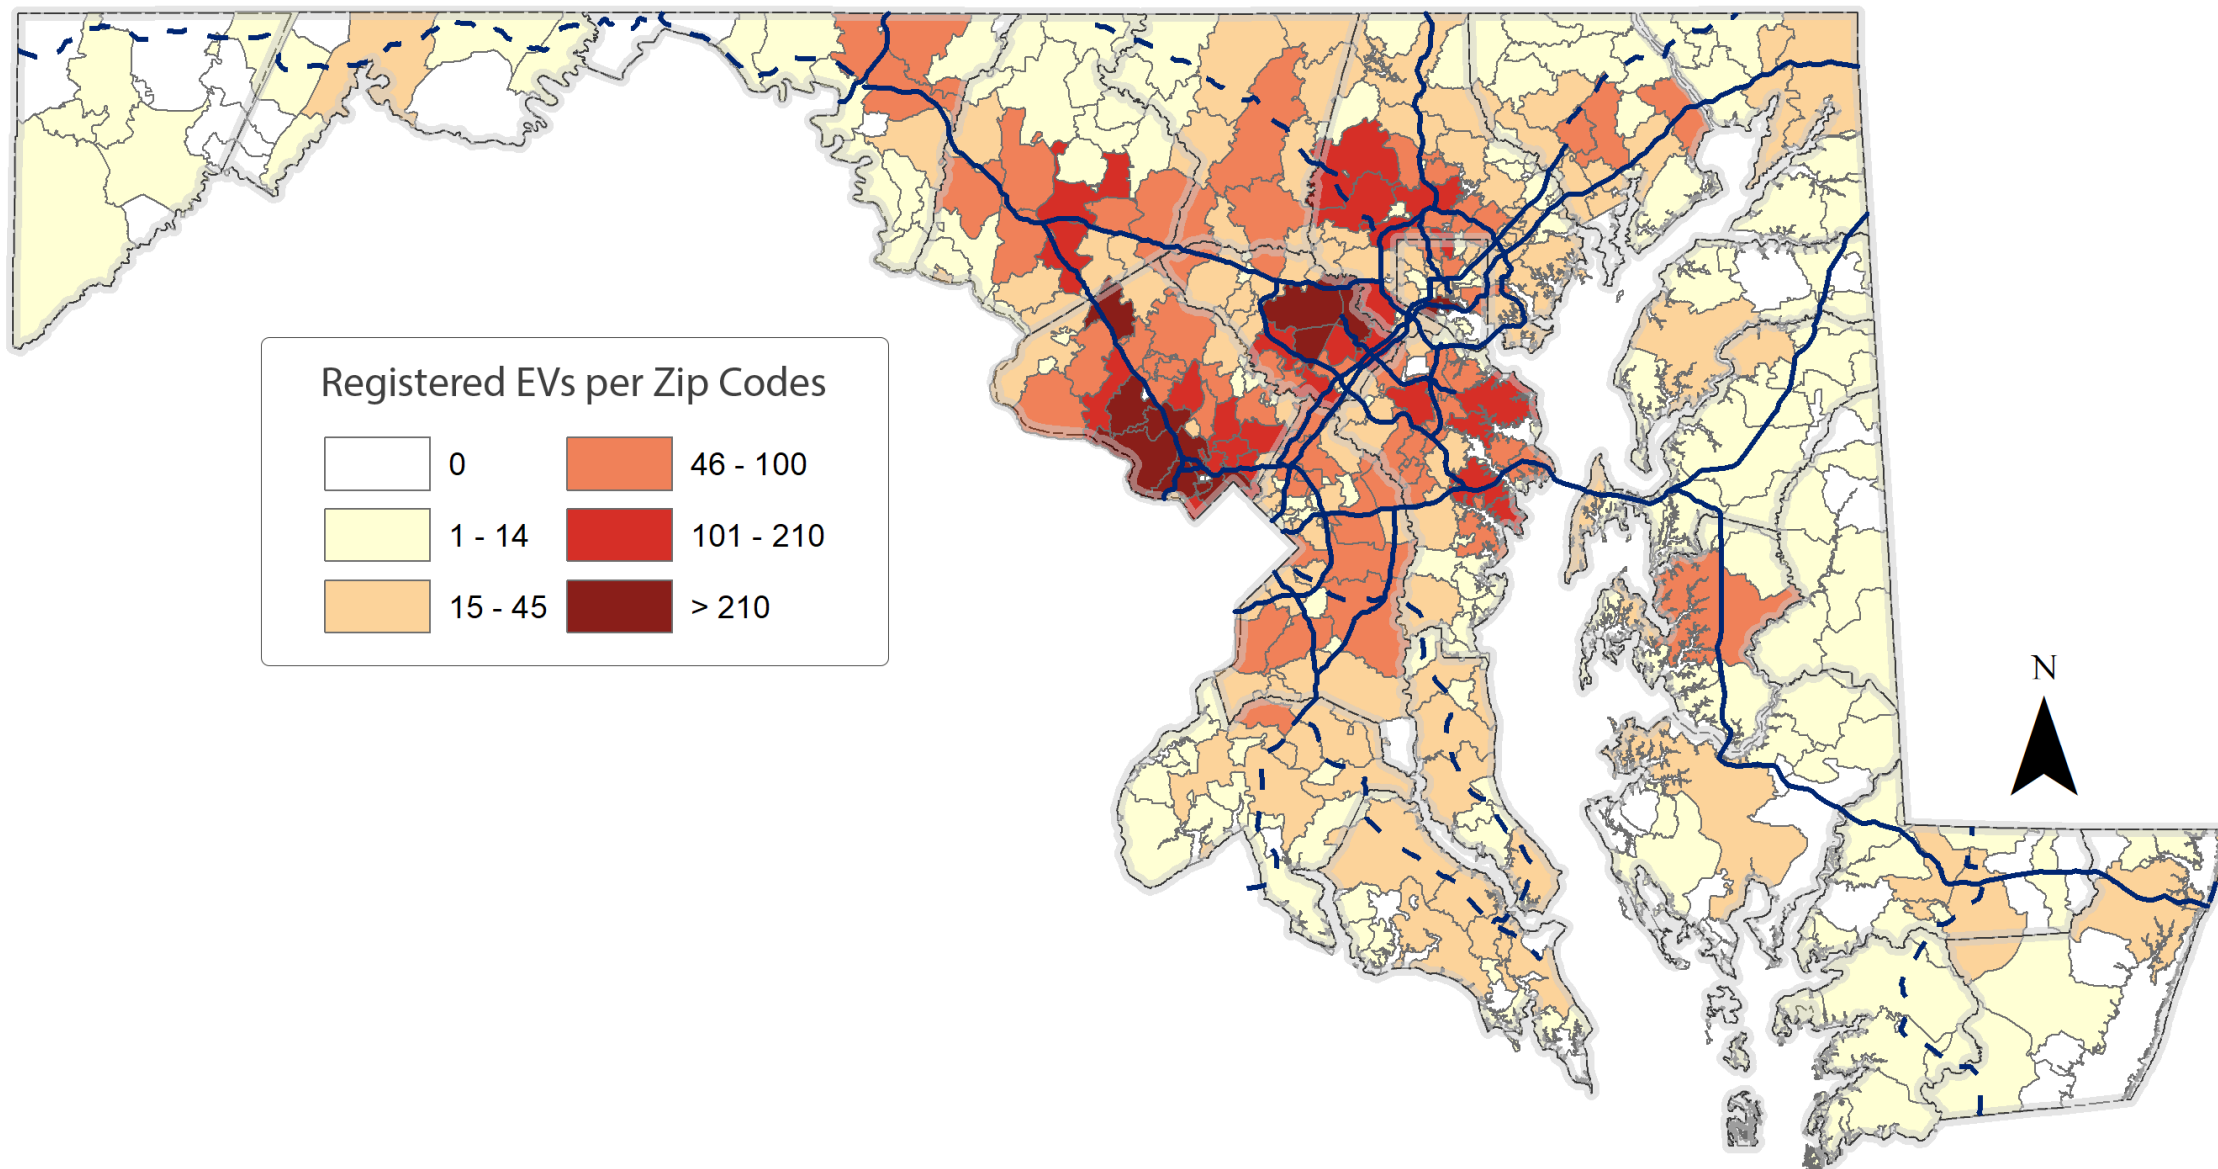 Registered EVs per Zip Codes
0
46 - 100
1 - 14
101 - 210
15 - 45
> 210
N